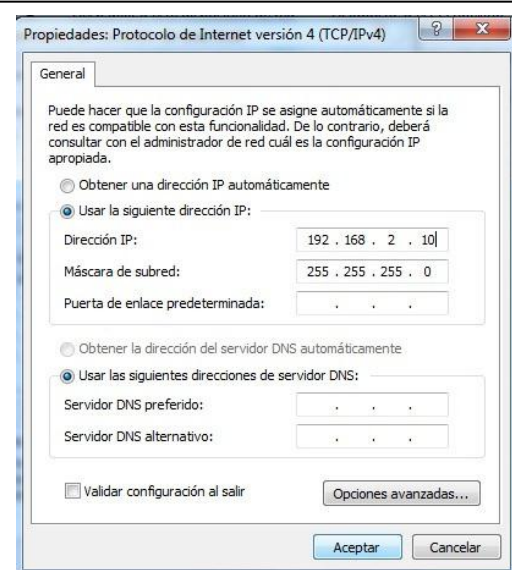 Propiedades: Protocolo de Internet versión 4 (TCP/IPv4)
General
Puede hacer que la configuración IP se asigne automáticamente si la
red es compatible con esta funcionalidad. De lo contrario, deberá
consultar con el administrador de red cuál es la configuración IP
apropiada.
Obtener una dirección IP automáticamente
Usar la siguiente dirección IP:
Dirección IP: 192 . 168 . 2 . 10
Máscara de subred: 255 . 255 . 255 . 0
Puerta de enlace predeterminada: . . .
Obtener la dirección del servidor DNS automáticamente
Usar las siguientes direcciones de servidor DNS:
Servidor DNS preferido: . . .
Servidor DNS alternativo: . . .
Validar configuración al salir Opciones avanzadas...
Aceptar Cancelar